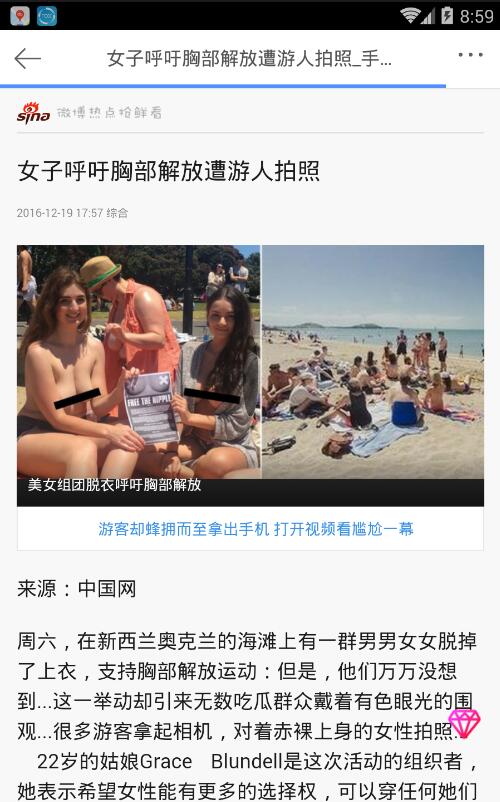 8:59
女子呼吁胸部解放遭游人拍照_手...
sina 微博热点抢鲜看
女子呼吁胸部解放遭游人拍照
2016-12-19 17:57 综合
FREE THE NIPPLE
美女组团脱衣呼吁胸部解放
游客却蜂拥而至拿出手机 打开视频看尴尬一幕
来源：中国网
周六，在新西兰奥克兰的海滩上有一群男男女女脱掉
了上衣，支持胸部解放运动：但是，他们万万没想
到...这一举动却引来无数吃瓜群众戴着有色眼光的围
观...很多游客拿起相机，对着赤裸上身的女性拍照...
22岁的姑娘Grace Blundell是这次活动的组织者，
她表示希望女性能有更多的选择权，可以穿任何她们